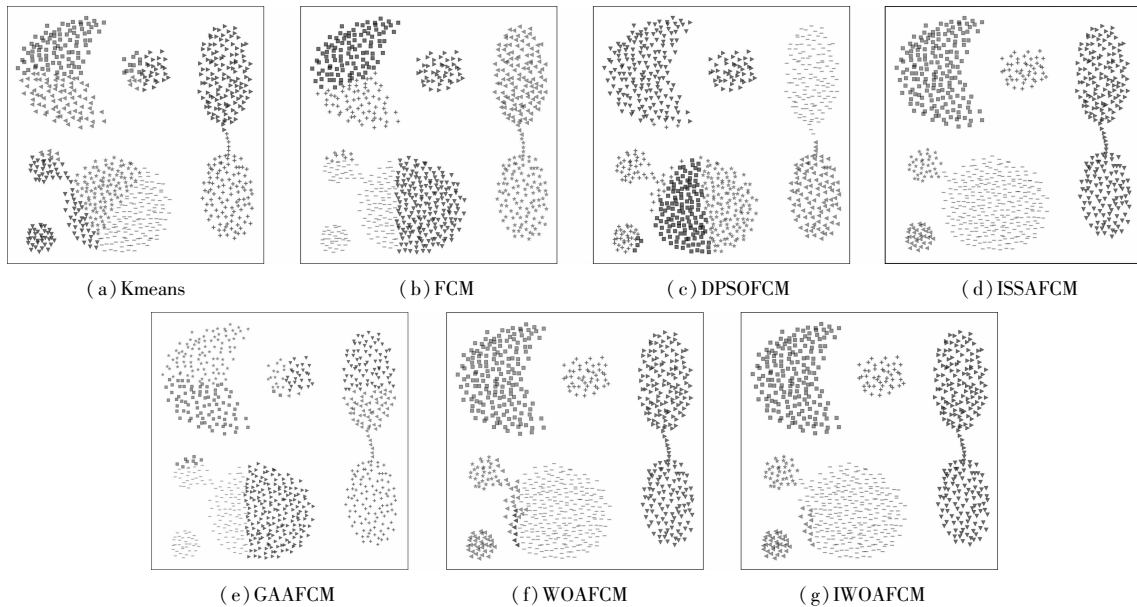 (a) Kmeans
(b) FCM
(c) DPSOFCM
(d) ISSAFCM
(e) GAAFCM
(f) WOAFCM
(g) IWOAFCM